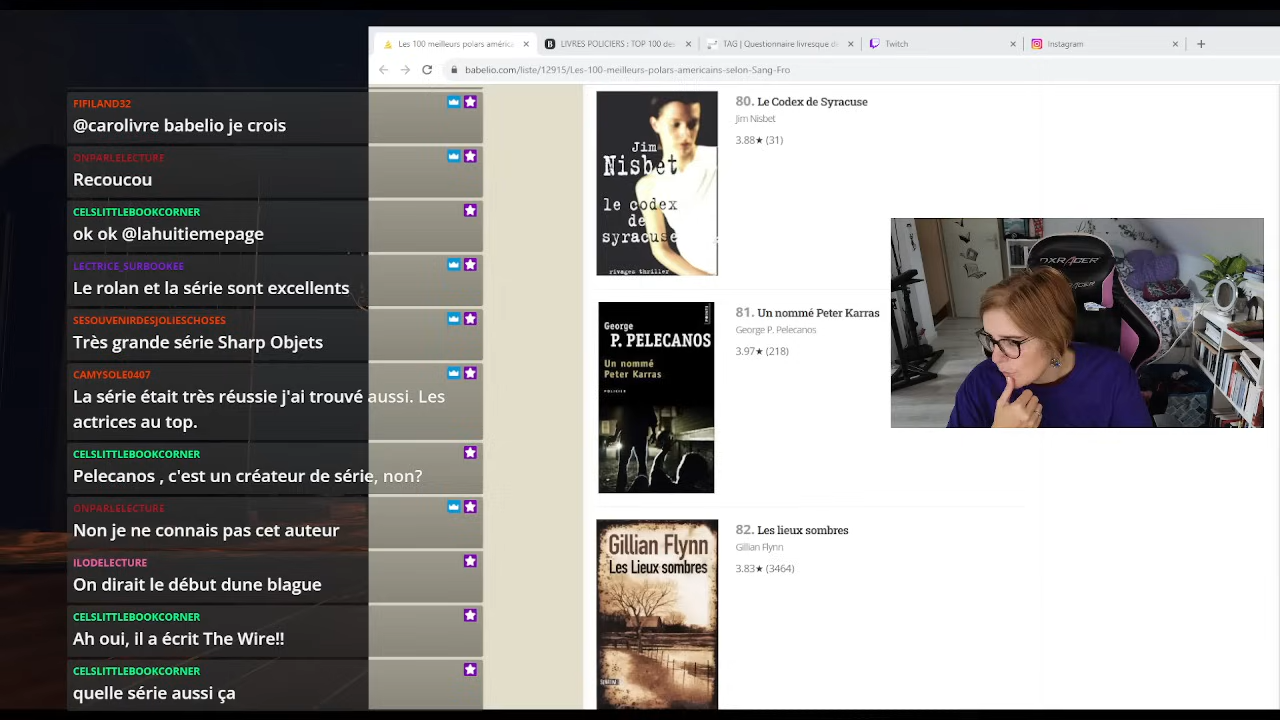 Les 100 meilleurs polars américa
LIVRES POLICIERS : TOP 100 des
TAG | Questionnaire livresque di
Twitch
Instagram
babelio.com/liste/12915/Les-100-meilleurs-polars-americains-selon-Sang-Fro
FIFILAND32
@carolivre babelio je crois
ONPARLELECTURE
Recoucou
CELSLITTLEBOOKCORNER
ok ok @lahuitiemepage
LECTRICE_SURBOOKEE
Le rolan et la série sont excellents
SESOUVENIRDESJOLIESCHOSES
Très grande série Sharp Objets
CAMYSOLE0407
La série était très réussie j'ai trouvé aussi. Les
actrices au top.
CELSLITTLEBOOKCORNER
Pelecanos , c'est un créateur de série, non?
ONPARLELECTURE
Non je ne connais pas cet auteur
ILODELECTURE
On dirait le début dune blague
CELSLITTLEBOOKCORNER
Ah oui, il a écrit The Wire!!
CELSLITTLEBOOKCORNER
quelle série aussi ça
Jim
Nisbet
le codex
de
syracuse
rivages thriller
80. Le Codex de Syracuse
Jim Nisbet
3.88★ (31)
George
P. PELECANOS
Un nommé
Peter Karras
POLICIER
POINTS
81. Un nommé Peter Karras
George P. Pelecanos
3.97★ (218)
Gillian Flynn
Les Lieux sombres
82. Les lieux sombres
Gillian Flynn
3.83★ (3464)
DXRACER